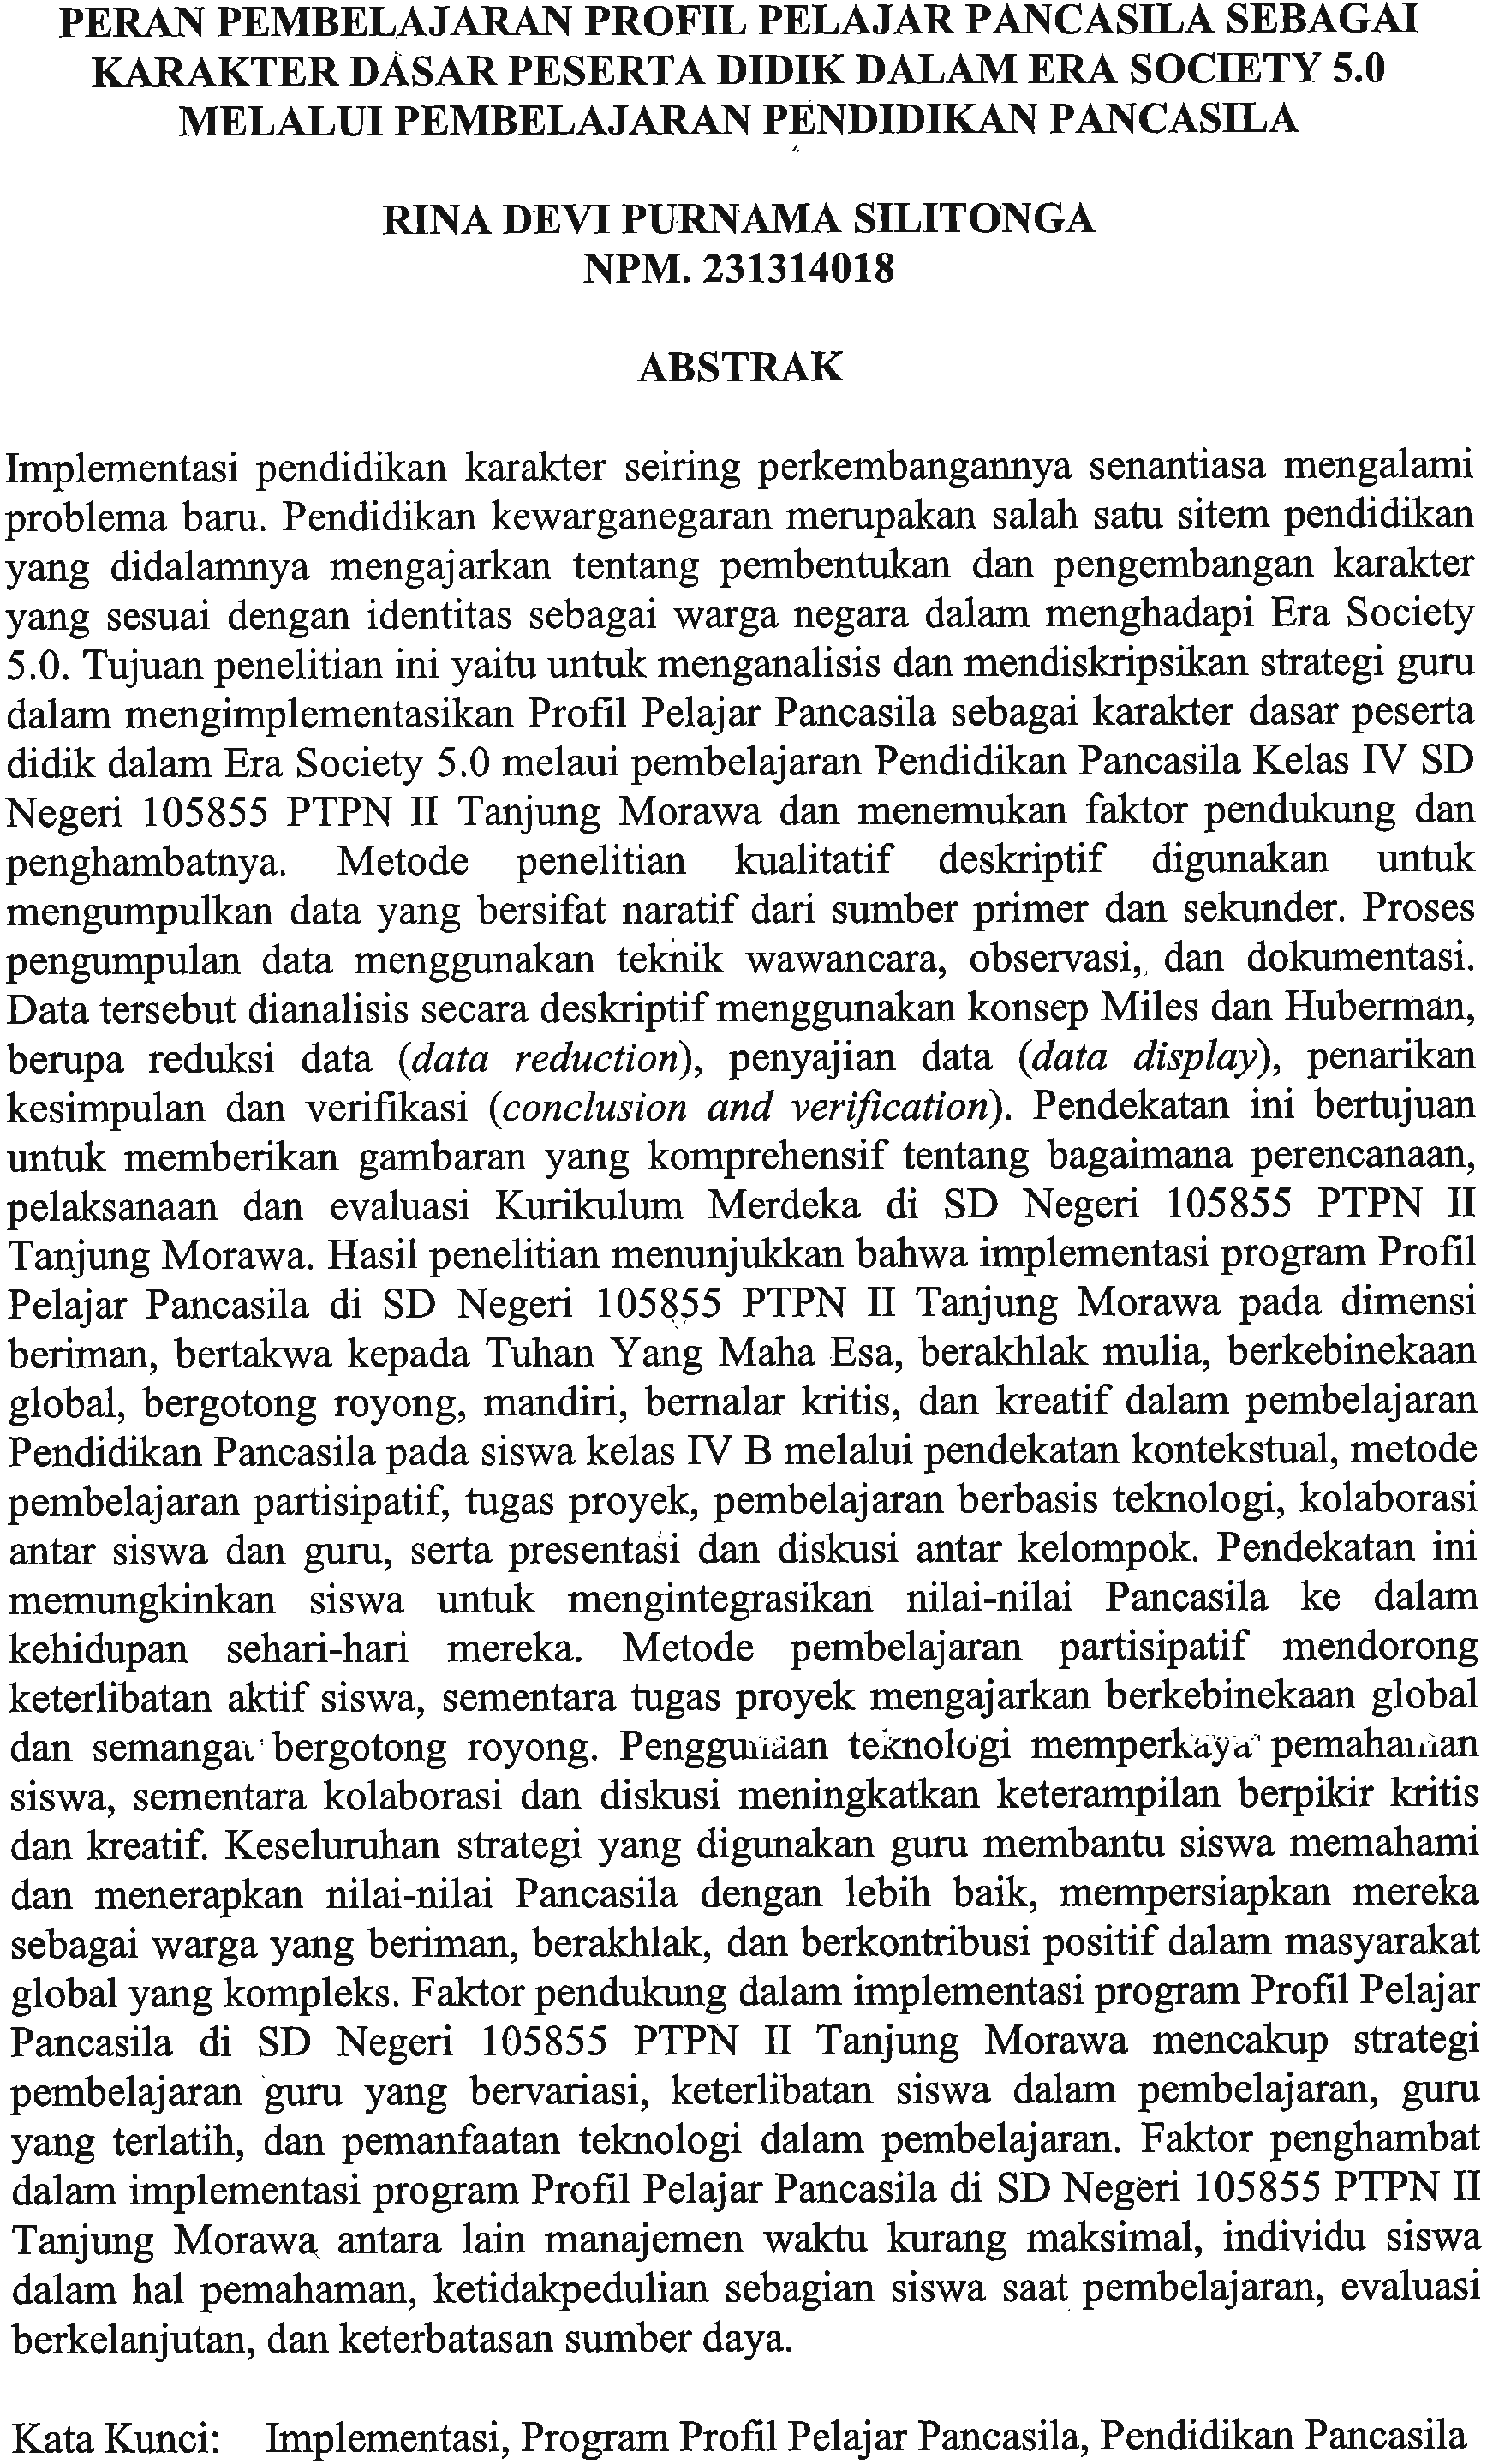 PERAN PEMBELAJARAN PROFIL PELAJAR PANCASILA SEBAGAI
KARAKTER DASAR PESERTA DIDIK DALAM ERA SOCIETY 5.0
MELALUI PEMBELAJARAN PENDIDIKAN PANCASILA
RINA DEVI PURNAMA SILITONGA
NPM. 231314018
ABSTRAK
Implementasi pendidikan karakter seiring perkembangannya senantiasa mengalami
problema baru. Pendidikan kewarganegaran merupakan salah satu sitem pendidikan
yang didalamnya mengajarkan tentang pembentukan dan pengembangan karakter
yang sesuai dengan identitas sebagai warga negara dalam menghadapi Era Society
5.0. Tujuan penelitian ini yaitu untuk menganalisis dan mendiskripsikan strategi guru
dalam mengimplementasikan Profil Pelajar Pancasila sebagai karakter dasar peserta
didik dalam Era Society 5.0 melaui pembelajaran Pendidikan Pancasila Kelas IV SD
Negeri 105855 PTPN II Tanjung Morawa dan menemukan faktor pendukung dan
penghambatnya. Metode penelitian kualitatif deskriptif digunakan untuk
mengumpulkan data yang bersifat naratif dari sumber primer dan sekunder. Proses
pengumpulan data menggunakan teknik wawancara, observasi, dan dokumentasi.
Data tersebut dianalisis secara deskriptif menggunakan konsep Miles dan Huberman,
berupa reduksi data (data reduction), penyajian data (data display), penarikan
kesimpulan dan verifikasi (conclusion and verification). Pendekatan ini bertujuan
untuk memberikan gambaran yang komprehensif tentang bagaimana perencanaan,
pelaksanaan dan evaluasi Kurikulum Merdeka di SD Negeri 105855 PTPN II
Tanjung Morawa. Hasil penelitian menunjukkan bahwa implementasi program Profil
Pelajar Pancasila di SD Negeri 105855 PTPN II Tanjung Morawa pada dimensi
beriman, bertakwa kepada Tuhan Yang Maha Esa, berakhlak mulia, berkebinekaan
global, bergotong royong, mandiri, bernalar kritis, dan kreatif dalam pembelajaran
Pendidikan Pancasila pada siswa kelas IV B melalui pendekatan kontekstual, metode
pembelajaran partisipatif, tugas proyek, pembelajaran berbasis teknologi, kolaborasi
antar siswa dan guru, serta presentasi dan diskusi antar kelompok. Pendekatan ini
memungkinkan siswa untuk mengintegrasikan nilai-nilai Pancasila ke dalam
kehidupan sehari-hari mereka. Metode pembelajaran partisipatif mendorong
keterlibatan aktif siswa, sementara tugas proyek mengajarkan berkebinekaan global
dan semangat bergotong royong. Penggunaan teknologi memperkaya pemahaman
siswa, sementara kolaborasi dan diskusi meningkatkan keterampilan berpikir kritis
dan kreatif. Keseluruhan strategi yang digunakan guru membantu siswa memahami
dan menerapkan nilai-nilai Pancasila dengan lebih baik, mempersiapkan mereka
sebagai warga yang beriman, berakhlak, dan berkontribusi positif dalam masyarakat
global yang kompleks. Faktor pendukung dalam implementasi program Profil Pelajar
Pancasila di SD Negeri 105855 PTPN II Tanjung Morawa mencakup strategi
pembelajaran guru yang bervariasi, keterlibatan siswa dalam pembelajaran, guru
yang terlatih, dan pemanfaatan teknologi dalam pembelajaran. Faktor penghambat
dalam implementasi program Profil Pelajar Pancasila di SD Negeri 105855 PTPN II
Tanjung Morawa antara lain manajemen waktu kurang maksimal, individu siswa
dalam hal pemahaman, ketidakpedulian sebagian siswa saat pembelajaran, evaluasi
berkelanjutan, dan keterbatasan sumber daya.
Kata Kunci: Implementasi, Program Profil Pelajar Pancasila, Pendidikan Pancasila